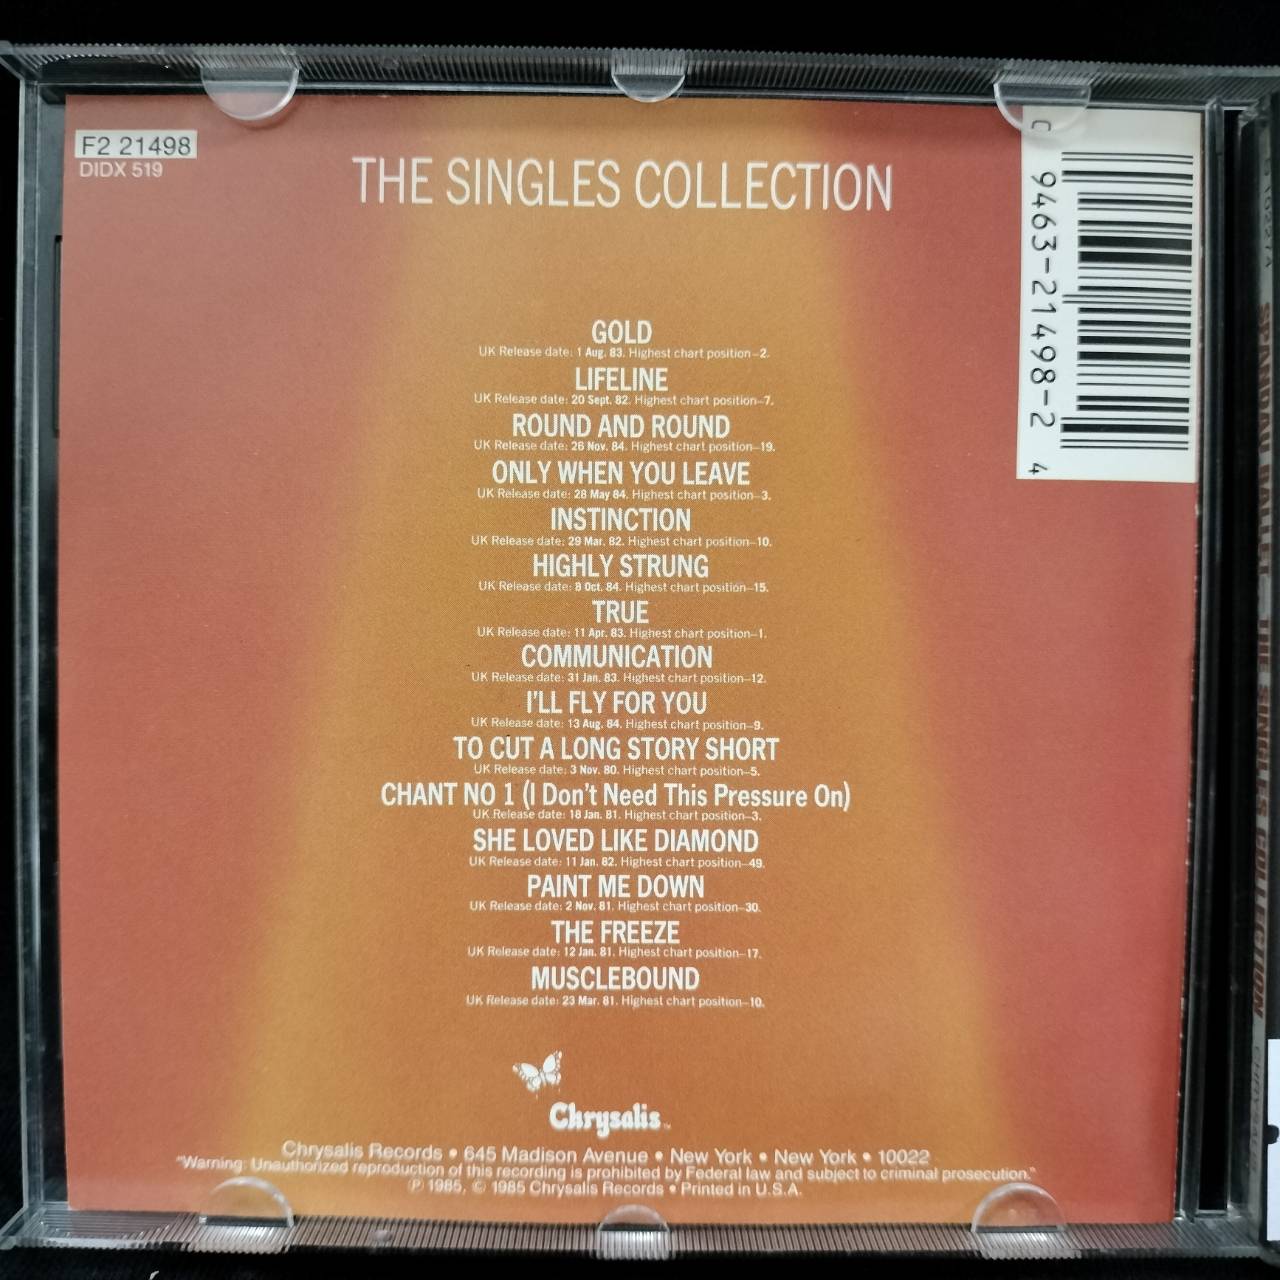 F2 21498
DIDX 519
THE SINGLES COLLECTION
C 9463-21498-2 4
GOLD
UK Release date: 1 Aug. 83. Highest chart position–2.
LIFELINE
UK Release date: 20 Sept. 82. Highest chart position–7.
ROUND AND ROUND
UK Release date: 26 Nov. 84. Highest chart position–19.
ONLY WHEN YOU LEAVE
UK Release date: 28 May 84. Highest chart position–3.
INSTINCTION
UK Release date: 29 Mar. 82. Highest chart position–10.
HIGHLY STRUNG
UK Release date: 8 Oct. 84. Highest chart position–15.
TRUE
UK Release date: 11 Apr. 83. Highest chart position–1.
COMMUNICATION
UK Release date: 31 Jan. 83. Highest chart position–12.
I'LL FLY FOR YOU
UK Release date: 13 Aug. 84. Highest chart position–9.
TO CUT A LONG STORY SHORT
UK Release date: 3 Nov. 80. Highest chart position–5.
CHANT NO 1 (I Don't Need This Pressure On)
UK Release date: 18 Jan. 81. Highest chart position–3.
SHE LOVED LIKE DIAMOND
UK Release date: 11 Jan. 82. Highest chart position–49.
PAINT ME DOWN
UK Release date: 2 Nov. 81. Highest chart position–30.
THE FREEZE
UK Release date: 12 Jan. 81. Highest chart position–17.
MUSCLEBOUND
UK Release date: 23 Mar. 81. Highest chart position–10.
Chrysalis™
Chrysalis Records • 645 Madison Avenue • New York • New York • 10022
"Warning: Unauthorized reproduction of this recording is prohibited by Federal law and subject to criminal prosecution."
℗ 1985, © 1985 Chrysalis Records • Printed in U.S.A.
SPANDAU BALLET – THE SINGLES COLLECTION